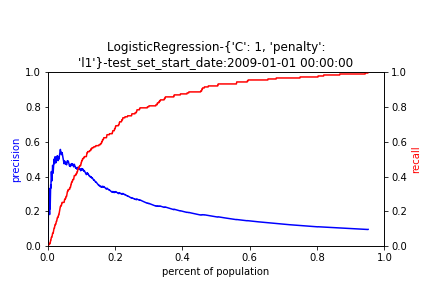 LogisticRegression-{'C': 1, 'penalty':
'l1'}-test_set_start_date:2009-01-01 00:00:00
1.0 1.0
0.8 0.8
0.6 0.6
precision recall
0.4 0.4
0.2 0.2
0.0 0.0
0.0 0.2 0.4 0.6 0.8 1.0
percent of population